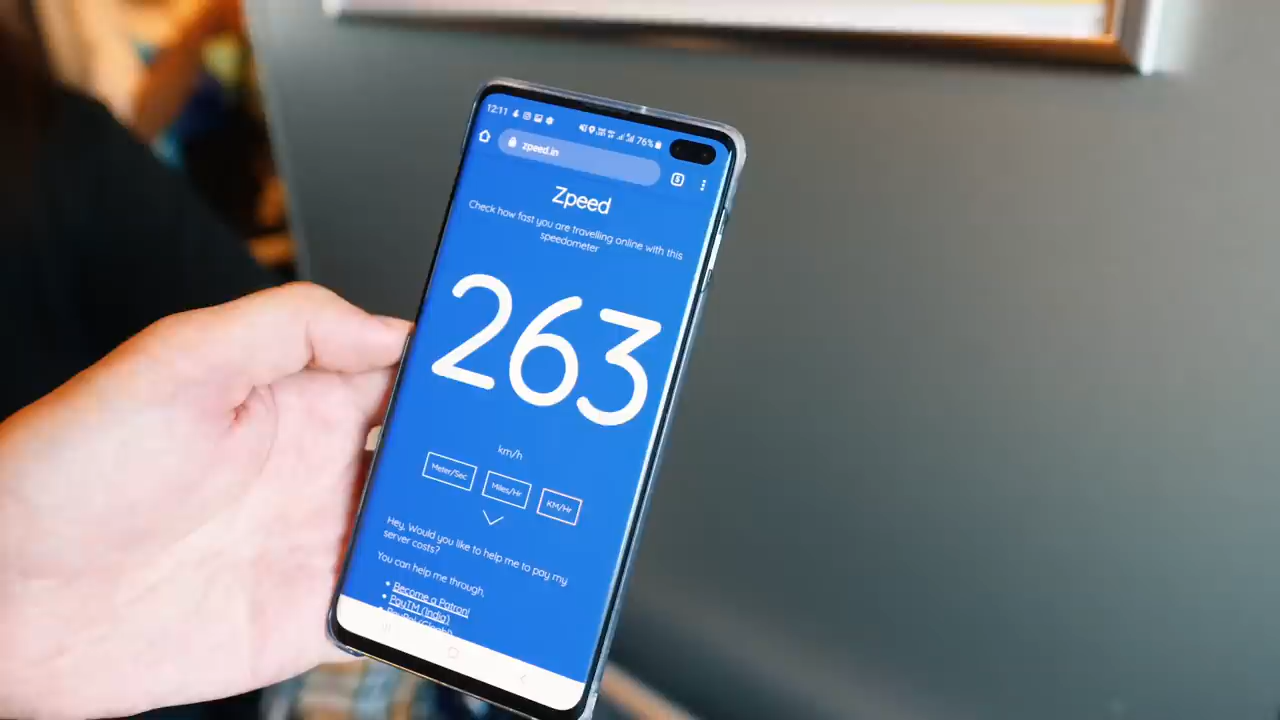 12:11
76%
zpeed.in
Zpeed
Check how fast you are travelling online with this
speedometer
263
km/h
Meter/Sec Miles/Hr KM/Hr
Hey, Would you like to help me to pay my
server costs?
You can help me through,
• Become a Patron!
• PayTM (India)